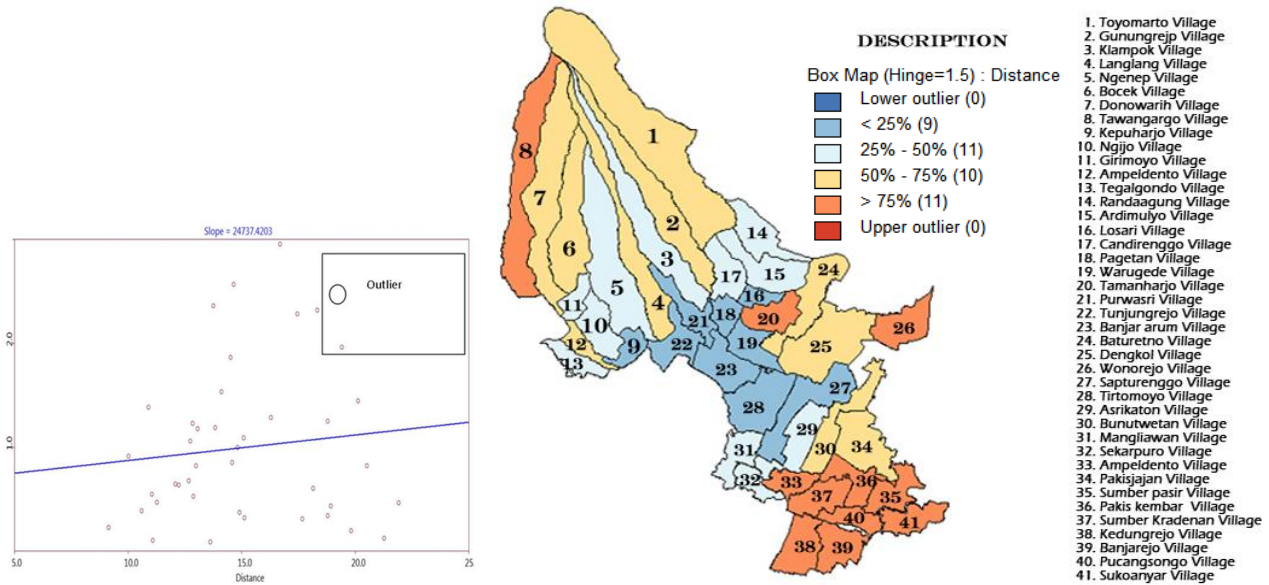 Slope = 24737.4203
Outlier
2.0
1.0
5.0
10.0
15.0
20.0
25
Distance
DESCRIPTION
Box Map (Hinge=1.5) : Distance
Lower outlier (0)
< 25% (9)
25% - 50% (11)
50% - 75% (10)
> 75% (11)
Upper outlier (0)
1
2
3
4
5
6
7
8
9
10
11
12
13
14
15
16
17
18
19
20
21
22
23
24
25
26
27
28
29
30
31
32
33
34
35
36
37
38
39
40
41
1. Toyomarto Village
2. Gunungrejp Village
3. Klampok Village
4. Langlang Village
5. Ngenep Village
6. Bocek Village
7. Donowarih Village
8. Tawangargo Village
9. Kepuharjo Village
10. Ngijo Village
11. Girimoyo Village
12. Ampeldento Village
13. Tegalgondo Village
14. Randaagung Village
15. Ardimulyo Village
16. Losari Village
17. Candirenggo Village
18. Pagetan Village
19. Warugede Village
20. Tamanharjo Village
21. Purwasri Village
22. Tunjungrejo Village
23. Banjar arum Village
24. Baturetno Village
25. Dengkol Village
26. Wonorejo Village
27. Sapturenggo Village
28. Tirtomoyo Village
29. Asrikaton Village
30. Bunutwetan Village
31. Mangliawan Village
32. Sekarpuro Village
33. Ampeldento Village
34. Pakisjajan Village
35. Sumber pasir Village
36. Pakis kembar Village
37. Sumber Kradenan Village
38. Kedungrejo Village
39. Banjarejo Village
40. Pucangsongo Village
41. Sukoanyar Village